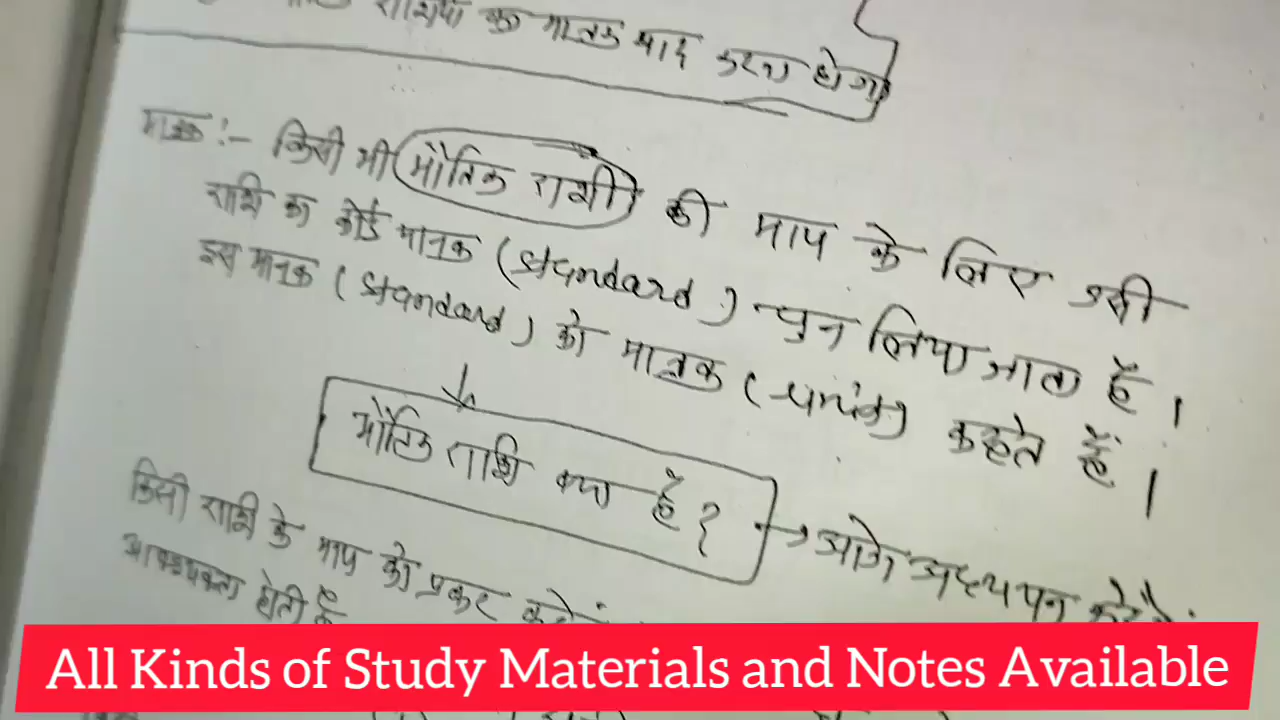 राशियों का मात्रक याद करना होगा
मात्रक :- किसी भी भौतिक राशी की माप के लिए उसी
राशि का कोई मानक (standard) चुन लिया जाता है ।
इस मानक (standard) को मात्रक (unit) कहते हैं ।
भौतिक राशि क्या है ? → आगे अध्ययन करेंगे
किसी राशि के माप को प्रकट करने
आवश्यकता होती है
All Kinds of Study Materials and Notes Available